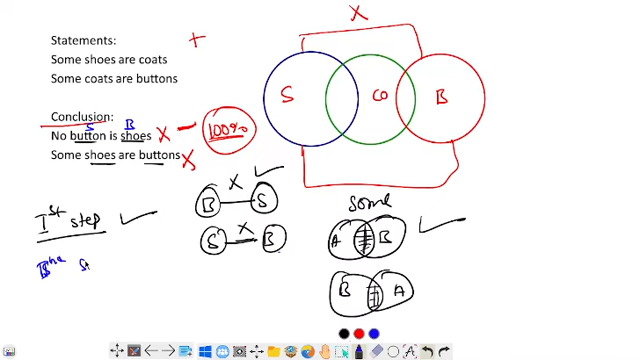 Statements:
Some shoes are coats
Some coats are buttons
Conclusion:
S B
No button is shoes X
Some shoes are buttons X
100%
X
S CO B
X
B S
X
S B
Ist step
some
A B
B A